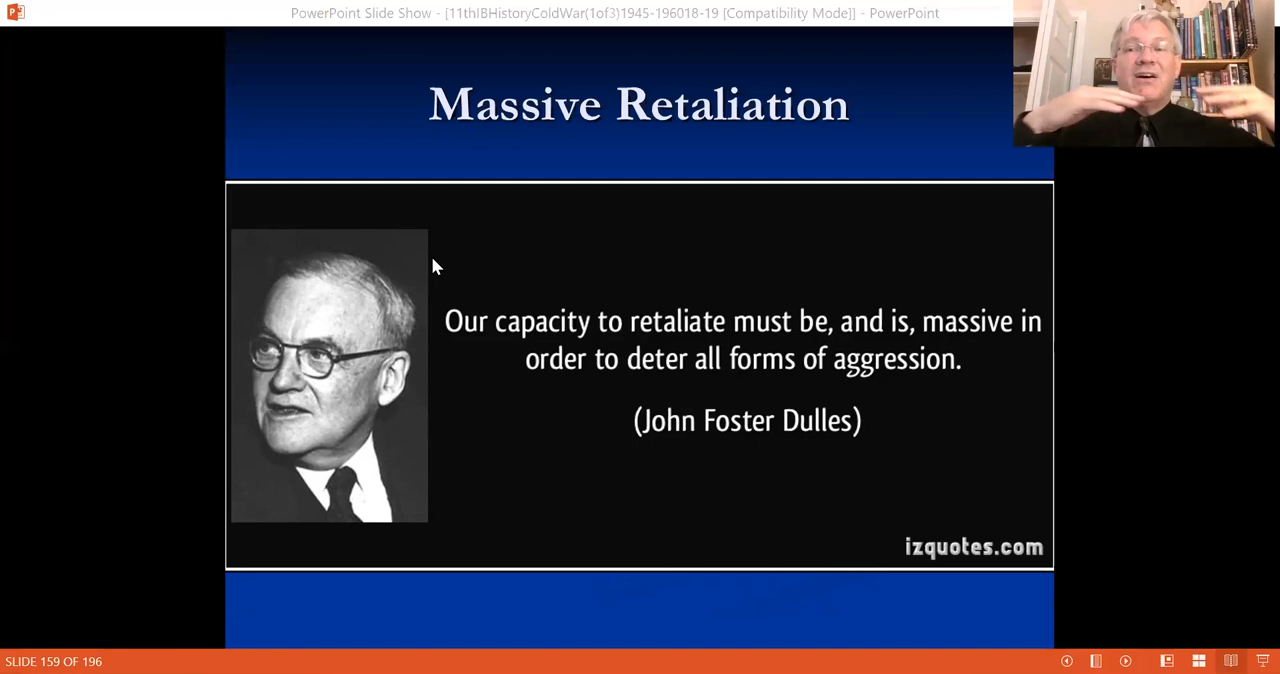 PowerPoint Slide Show - [11thIBHistoryColdWar(1of3)1945-196018-19 [Compatibility Mode]] - PowerPoint
Massive Retaliation
Our capacity to retaliate must be, and is, massive in
order to deter all forms of aggression.
(John Foster Dulles)
izquotes.com
SLIDE 159 OF 196